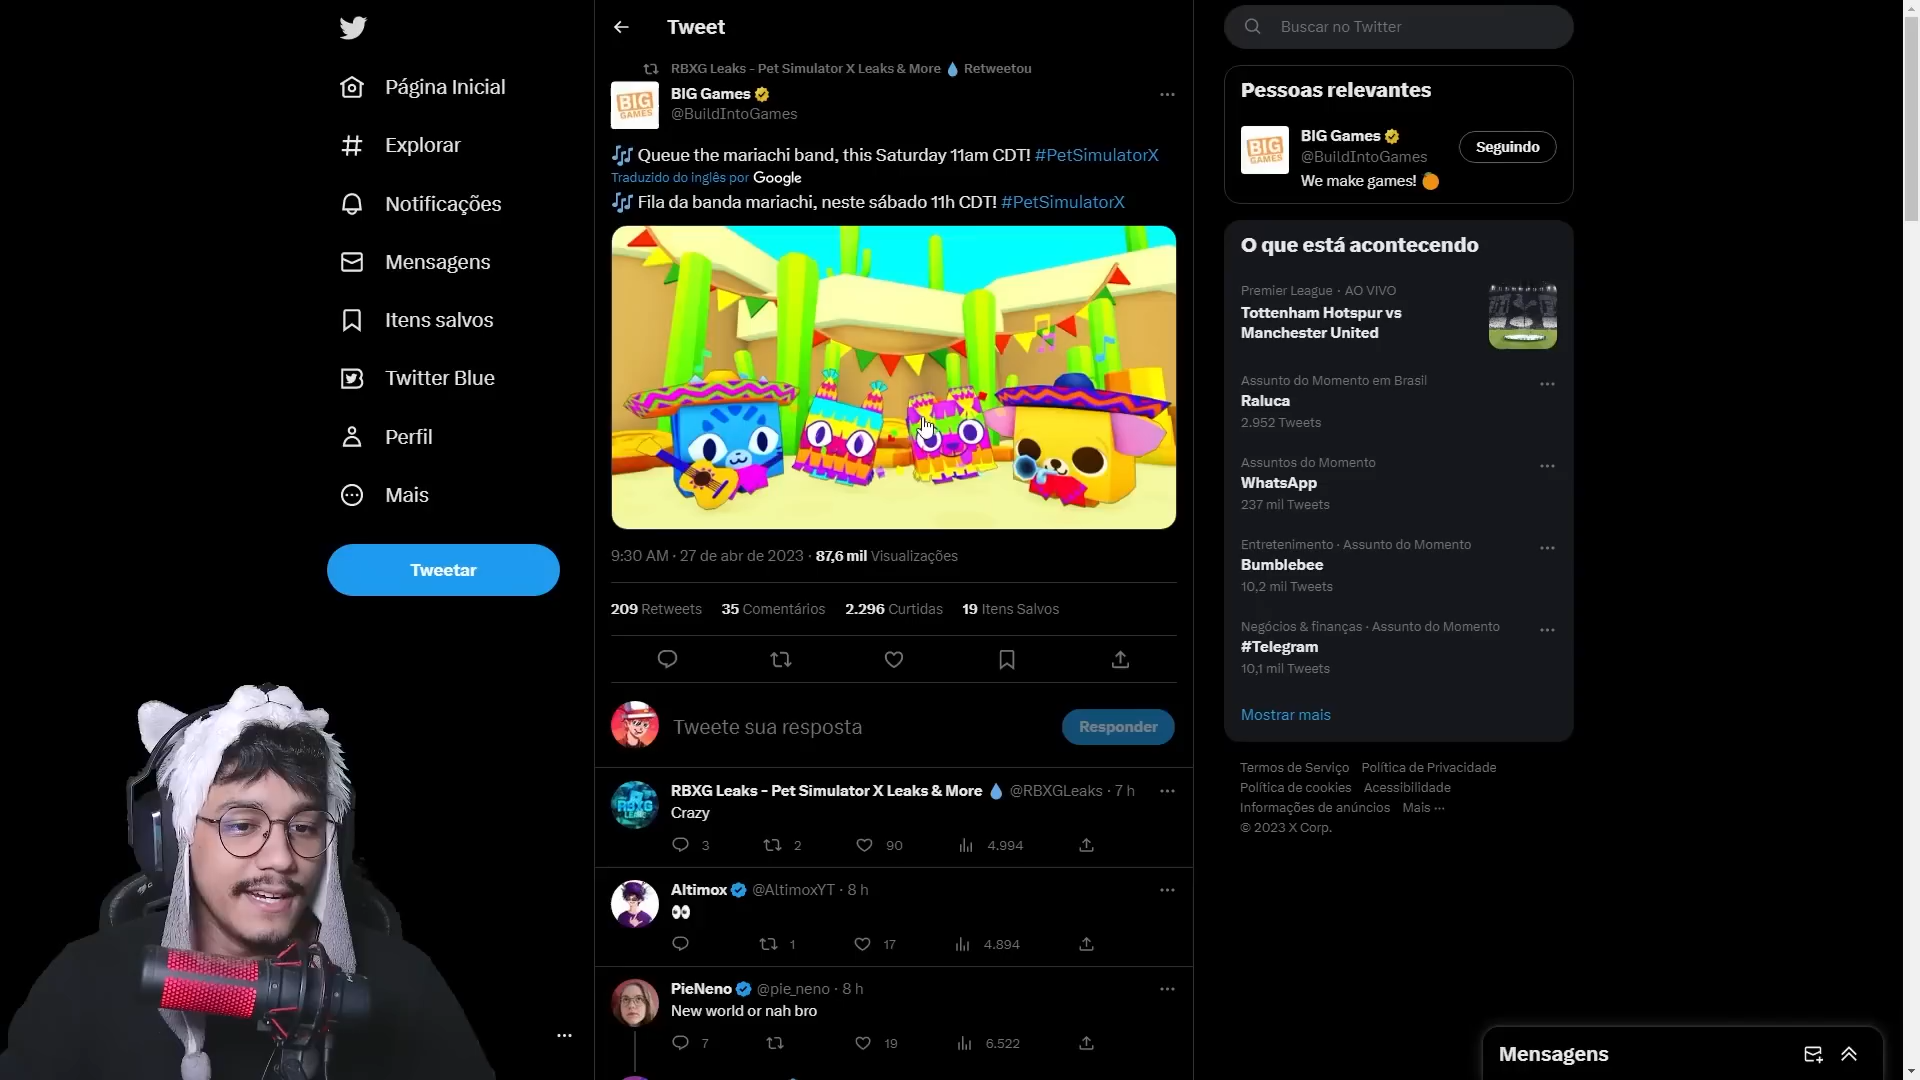 Tweet
Buscar no Twitter
Página Inicial
Explorar
Notificações
Mensagens
Itens salvos
Twitter Blue
Perfil
Mais
Tweetar
RBXG Leaks - Pet Simulator X Leaks & More 💧 Retweetou
BIG GAMES
BIG Games
@BuildIntoGames
🎶 Queue the mariachi band, this Saturday 11am CDT! #PetSimulatorX
Traduzido do inglês por Google
🎶 Fila da banda mariachi, neste sábado 11h CDT! #PetSimulatorX
9:30 AM · 27 de abr de 2023 · 87,6 mil Visualizações
209 Retweets 35 Comentários 2.296 Curtidas 19 Itens Salvos
Tweete sua resposta
Responder
RBXG LEAKS
RBXG Leaks - Pet Simulator X Leaks & More 💧 @RBXGLeaks · 7 h
Crazy
3 2 90 4.994
Altimox @AltimoxYT · 8 h
👀
1 17 4.894
PieNeno @pie_neno · 8 h
New world or nah bro
7 19 6.522
Pessoas relevantes
BIG GAMES
BIG Games
@BuildIntoGames
Seguindo
We make games! 🍊
O que está acontecendo
Premier League · AO VIVO
Tottenham Hotspur vs
Manchester United
Assunto do Momento em Brasil
Raluca
2.952 Tweets
Assuntos do Momento
WhatsApp
237 mil Tweets
Entretenimento · Assunto do Momento
Bumblebee
10,2 mil Tweets
Negócios & finanças · Assunto do Momento
#Telegram
10,1 mil Tweets
Mostrar mais
Termos de Serviço Política de Privacidade
Política de cookies Acessibilidade
Informações de anúncios Mais ···
© 2023 X Corp.
Mensagens